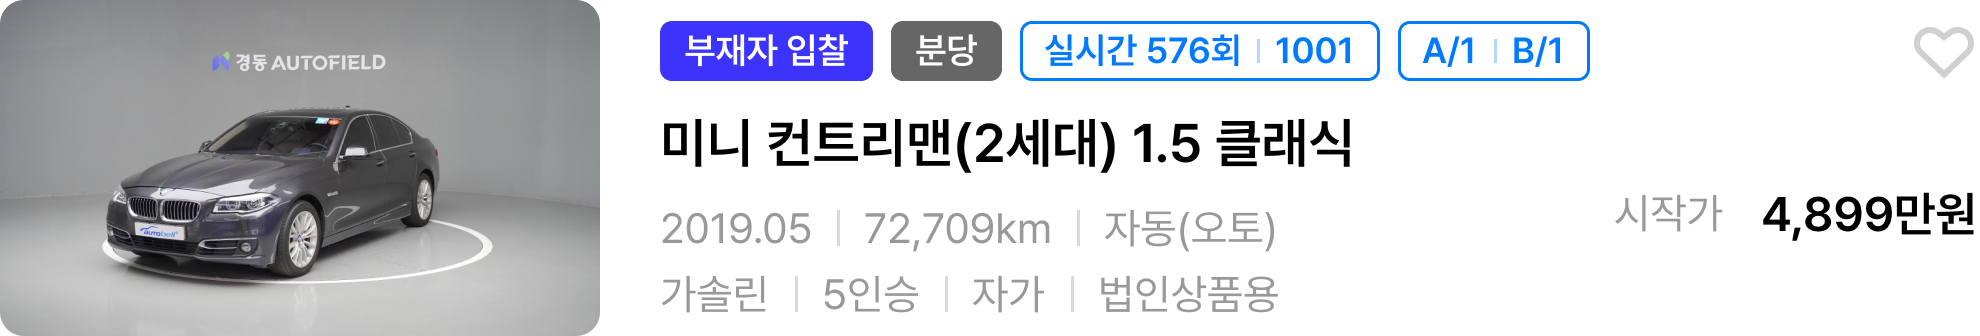 경동 AUTOFIELD
autobell
부재자 입찰 분당 실시간 576회 | 1001 A/1 | B/1
미니 컨트리맨(2세대) 1.5 클래식
2019.05 | 72,709km | 자동(오토)
시작가 4,899만원
가솔린 | 5인승 | 자가 | 법인상품용